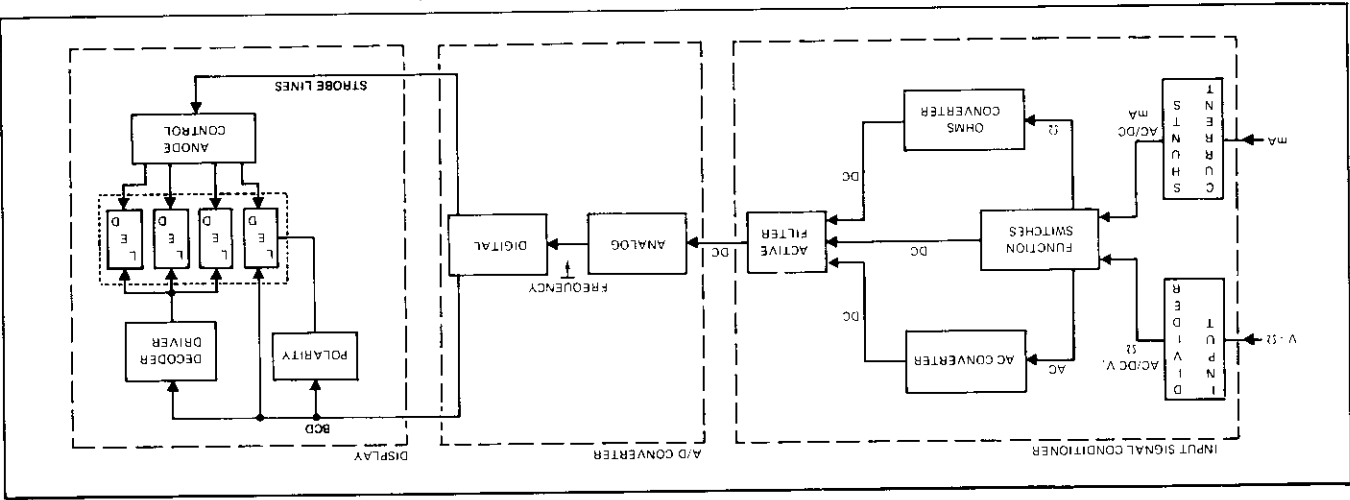 INPUT SIGNAL CONDITIONER
A/D CONVERTER
DISPLAY
V - Ω
INPUT
DIVIDER
AC/DC V.
Ω
AC
AC CONVERTER
DC
FUNCTION
SWITCHES
DC
ACTIVE
FILTER
mA
CURRENT
SHUNTS
AC/DC
mA
Ω
OHMS
CONVERTER
DC
DC
ANALOG
FREQUENCY
DIGITAL
BCD
POLARITY
DECODER
DRIVER
LED
LED
LED
LED
ANODE
CONTROL
STROBE LINES